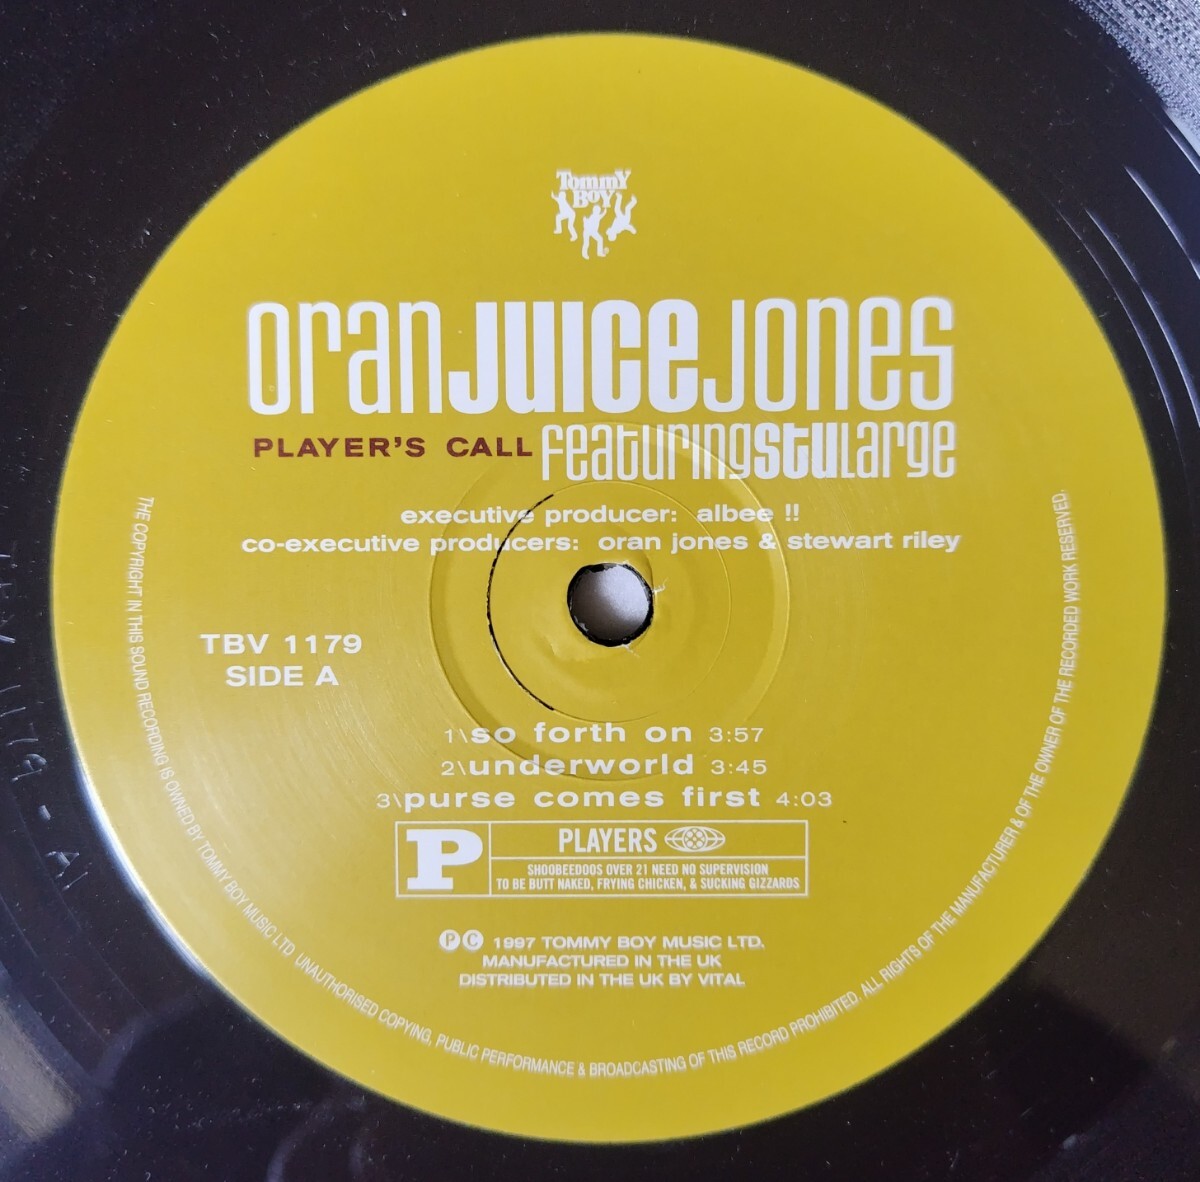 Tommy
Boy
oranJUICEJones
PLAYER'S CALL featuringstuLarge
executive producer: albee !!
co-executive producers: oran jones & stewart riley
TBV 1179
SIDE A
1\so forth on 3:57
2\underworld 3:45
3\purse comes first 4:03
P
PLAYERS
SHOOBEEDOOS OVER 21 NEED NO SUPERVISION
TO BE BUTT NAKED, FRYING CHICKEN, & SUCKING GIZZARDS
Ⓟ Ⓒ 1997 TOMMY BOY MUSIC LTD.
MANUFACTURED IN THE UK
DISTRIBUTED IN THE UK BY VITAL
THE COPYRIGHT IN THIS SOUND RECORDING IS OWNED BY TOMMY BOY MUSIC LTD. UNAUTHORISED COPYING, PUBLIC PERFORMANCE & BROADCASTING OF THIS RECORD PROHIBITED. ALL RIGHTS OF THE MANUFACTURER & OF THE OWNER OF THE RECORDED WORK RESERVED.